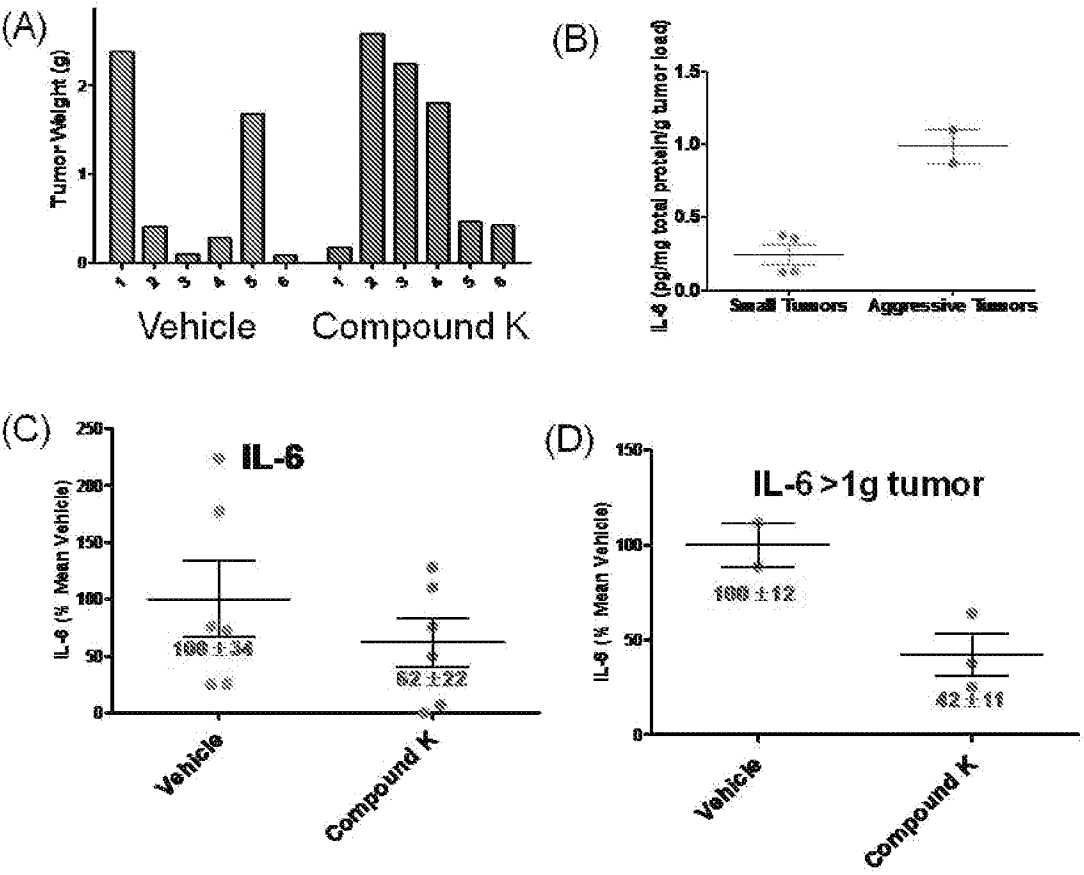 (A)
Tumor Weight (g)
2
1
0
1 2 3 4 5 6 1 2 3 4 5 6
Vehicle Compound K
(B)
IL-6 (pg/mg total protein/g tumor load)
1.5
1.0
0.5
0.0
Small Tumors Aggressive Tumors
(C)
IL-6
IL-6 (% Mean Vehicle)
250
200
150
100
50
0
100 ± 34
62 ± 22
Vehicle
Compound K
(D)
IL-6 >1g tumor
IL-6 (% Mean Vehicle)
150
100
50
0
100 ± 12
42 ± 11
Vehicle
Compound K